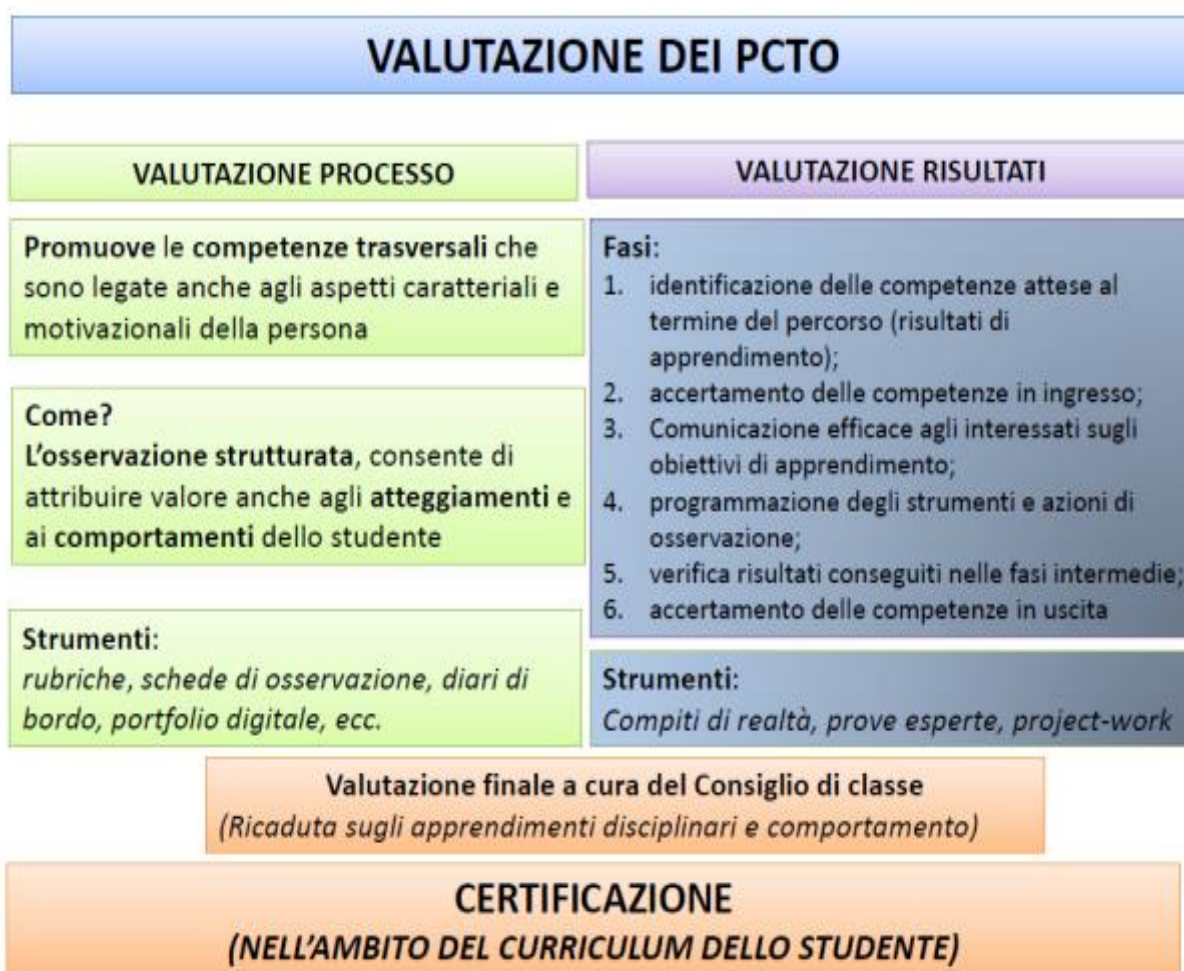 VALUTAZIONE DEI PCTO
VALUTAZIONE PROCESSO
Promuove le competenze trasversali che
sono legate anche agli aspetti caratteriali e
motivazionali della persona
Come?
L'osservazione strutturata, consente di
attribuire valore anche agli atteggiamenti e
ai comportamenti dello studente
Strumenti:
rubriche, schede di osservazione, diari di
bordo, portfolio digitale, ecc.
VALUTAZIONE RISULTATI
Fasi:
1. identificazione delle competenze attese al
termine del percorso (risultati di
apprendimento);
2. accertamento delle competenze in ingresso;
3. Comunicazione efficace agli interessati sugli
obiettivi di apprendimento;
4. programmazione degli strumenti e azioni di
osservazione;
5. verifica risultati conseguiti nelle fasi intermedie;
6. accertamento delle competenze in uscita
Strumenti:
Compiti di realtà, prove esperte, project-work
Valutazione finale a cura del Consiglio di classe
(Ricaduta sugli apprendimenti disciplinari e comportamento)
CERTIFICAZIONE
(NELL'AMBITO DEL CURRICULUM DELLO STUDENTE)